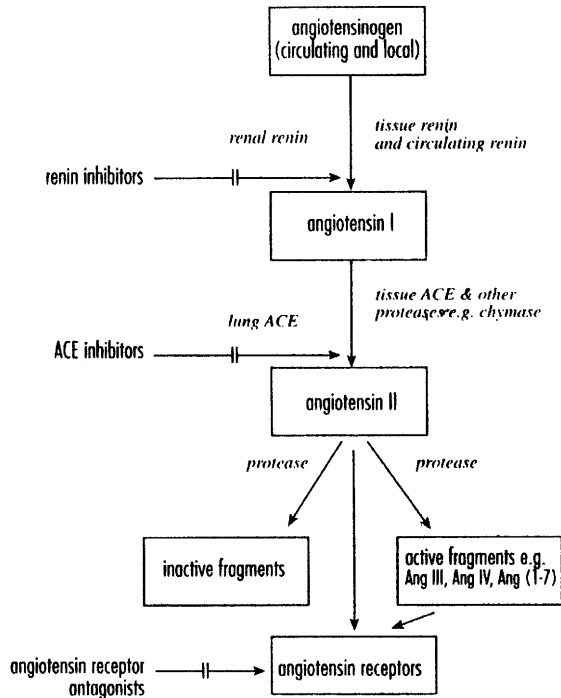 angiotensinogen
(circulating and local)
renal renin
tissue renin
and circulating renin
renin inhibitors
angiotensin I
tissue ACE & other
proteases e.g. chymase
lung ACE
ACE inhibitors
angiotensin II
protease
protease
inactive fragments
active fragments e.g.
Ang III, Ang IV, Ang (1-7)
angiotensin receptor
antagonists
angiotensin receptors